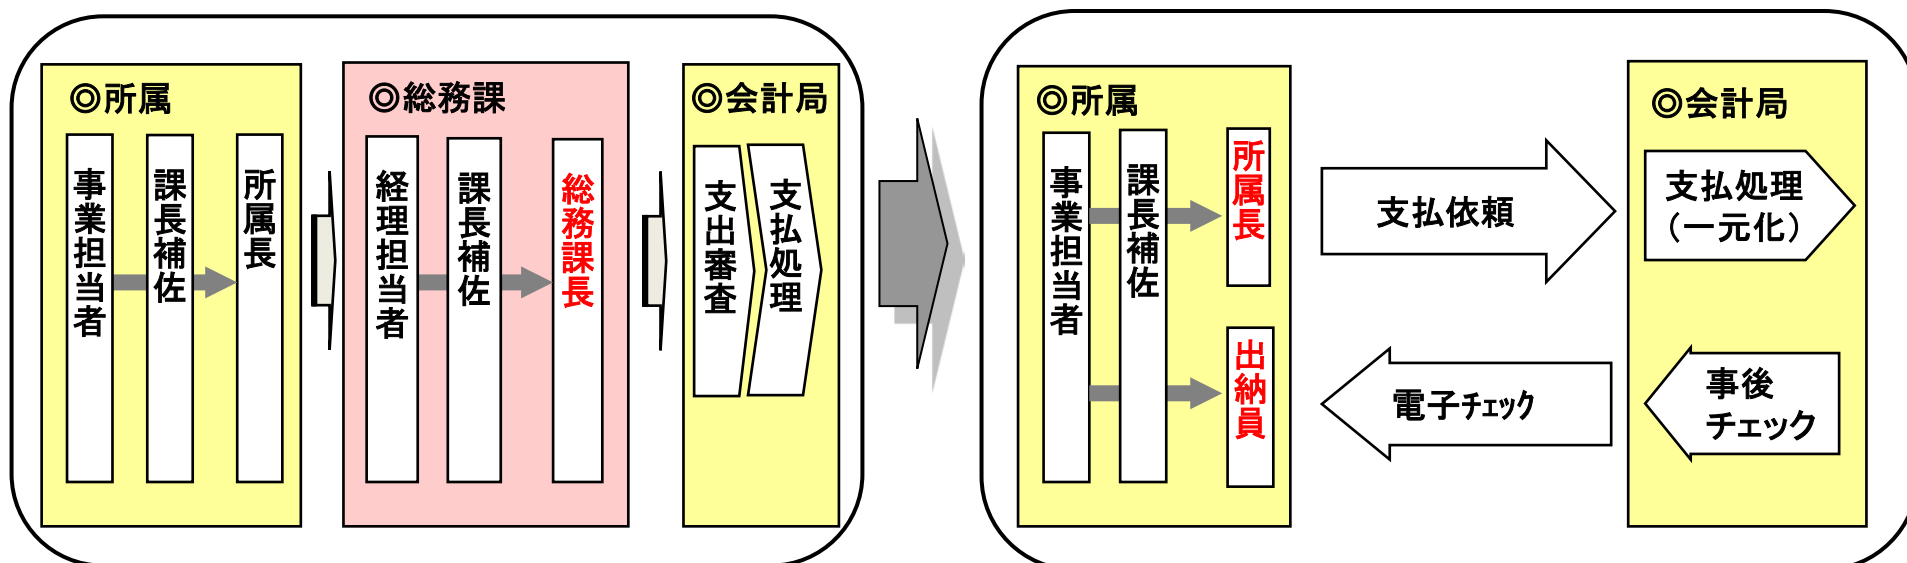 ◎所属
事業担当者
課長補佐
所属長
◎総務課
経理担当者
課長補佐
総務課長
◎会計局
支出審査
支払処理
◎所属
事業担当者
課長補佐
所属長
出納員
支払依頼
電子チェック
◎会計局
支払処理
（一元化）
事後
チェック